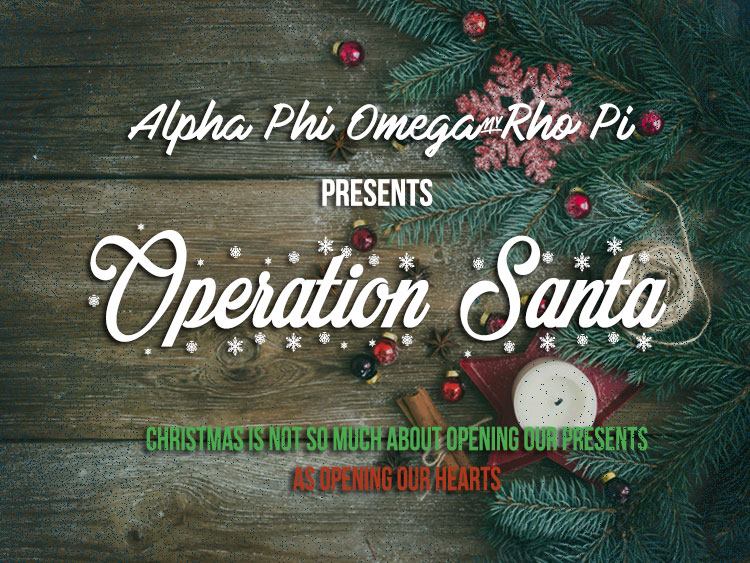 Alpha Phi Omega-Rho Pi
PRESENTS
Operation Santa
CHRISTMAS IS NOT SO MUCH ABOUT OPENING OUR PRESENTS
AS OPENING OUR HEARTS